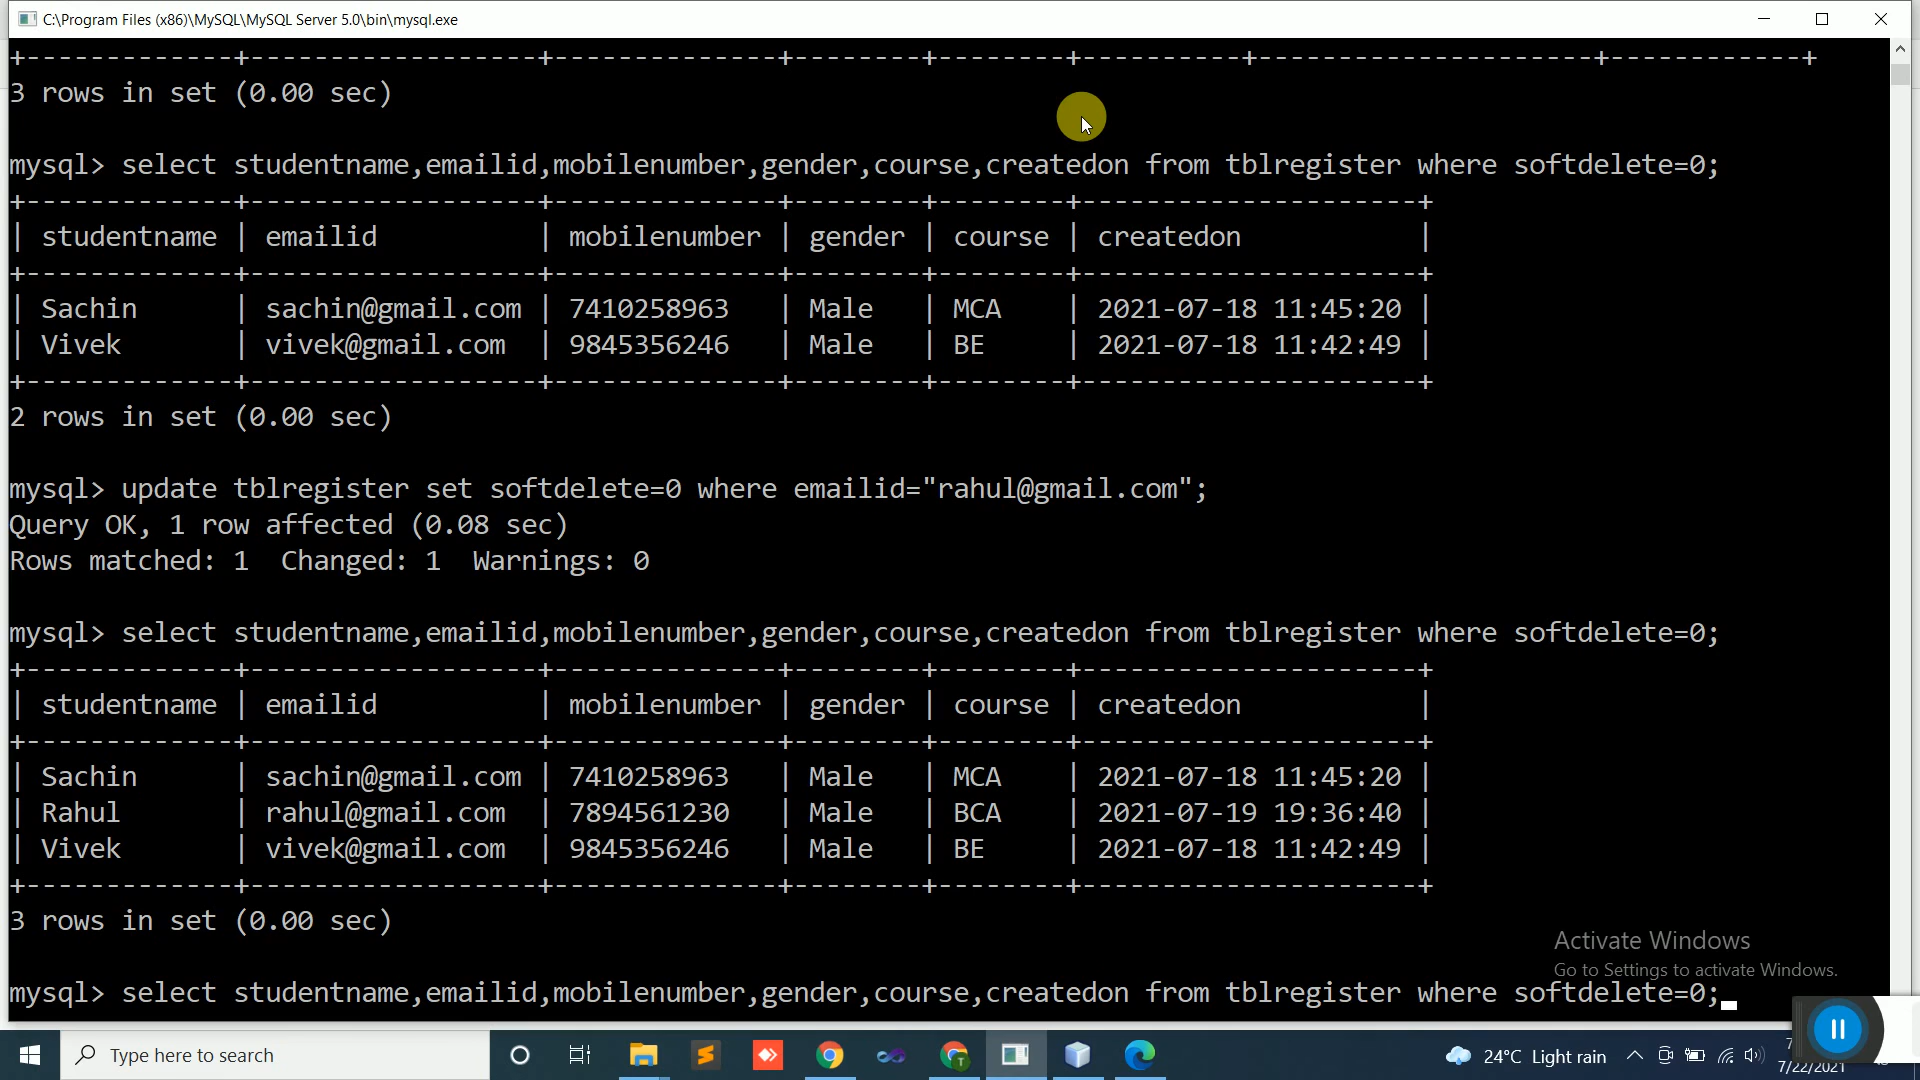 C:\Program Files (x86)\MySQL\MySQL Server 5.0\bin\mysql.exe
+-------------+------------------+--------------+--------+--------+----------+---------------------+------------+
3 rows in set (0.00 sec)
mysql> select studentname,emailid,mobilenumber,gender,course,createdon from tblregister where softdelete=0;
+-------------+------------------+--------------+--------+--------+---------------------+
| studentname | emailid          | mobilenumber | gender | course | createdon           |
+-------------+------------------+--------------+--------+--------+---------------------+
| Sachin      | sachin@gmail.com | 7410258963   | Male   | MCA    | 2021-07-18 11:45:20 |
| Vivek       | vivek@gmail.com  | 9845356246   | Male   | BE     | 2021-07-18 11:42:49 |
+-------------+------------------+--------------+--------+--------+---------------------+
2 rows in set (0.00 sec)
mysql> update tblregister set softdelete=0 where emailid="rahul@gmail.com";
Query OK, 1 row affected (0.08 sec)
Rows matched: 1  Changed: 1  Warnings: 0
mysql> select studentname,emailid,mobilenumber,gender,course,createdon from tblregister where softdelete=0;
+-------------+------------------+--------------+--------+--------+---------------------+
| studentname | emailid          | mobilenumber | gender | course | createdon           |
+-------------+------------------+--------------+--------+--------+---------------------+
| Sachin      | sachin@gmail.com | 7410258963   | Male   | MCA    | 2021-07-18 11:45:20 |
| Rahul       | rahul@gmail.com  | 7894561230   | Male   | BCA    | 2021-07-19 19:36:40 |
| Vivek       | vivek@gmail.com  | 9845356246   | Male   | BE     | 2021-07-18 11:42:49 |
+-------------+------------------+--------------+--------+--------+---------------------+
3 rows in set (0.00 sec)
Activate Windows
Go to Settings to activate Windows.
mysql> select studentname,emailid,mobilenumber,gender,course,createdon from tblregister where softdelete=0;
Type here to search
24°C Light rain
7/22/2021